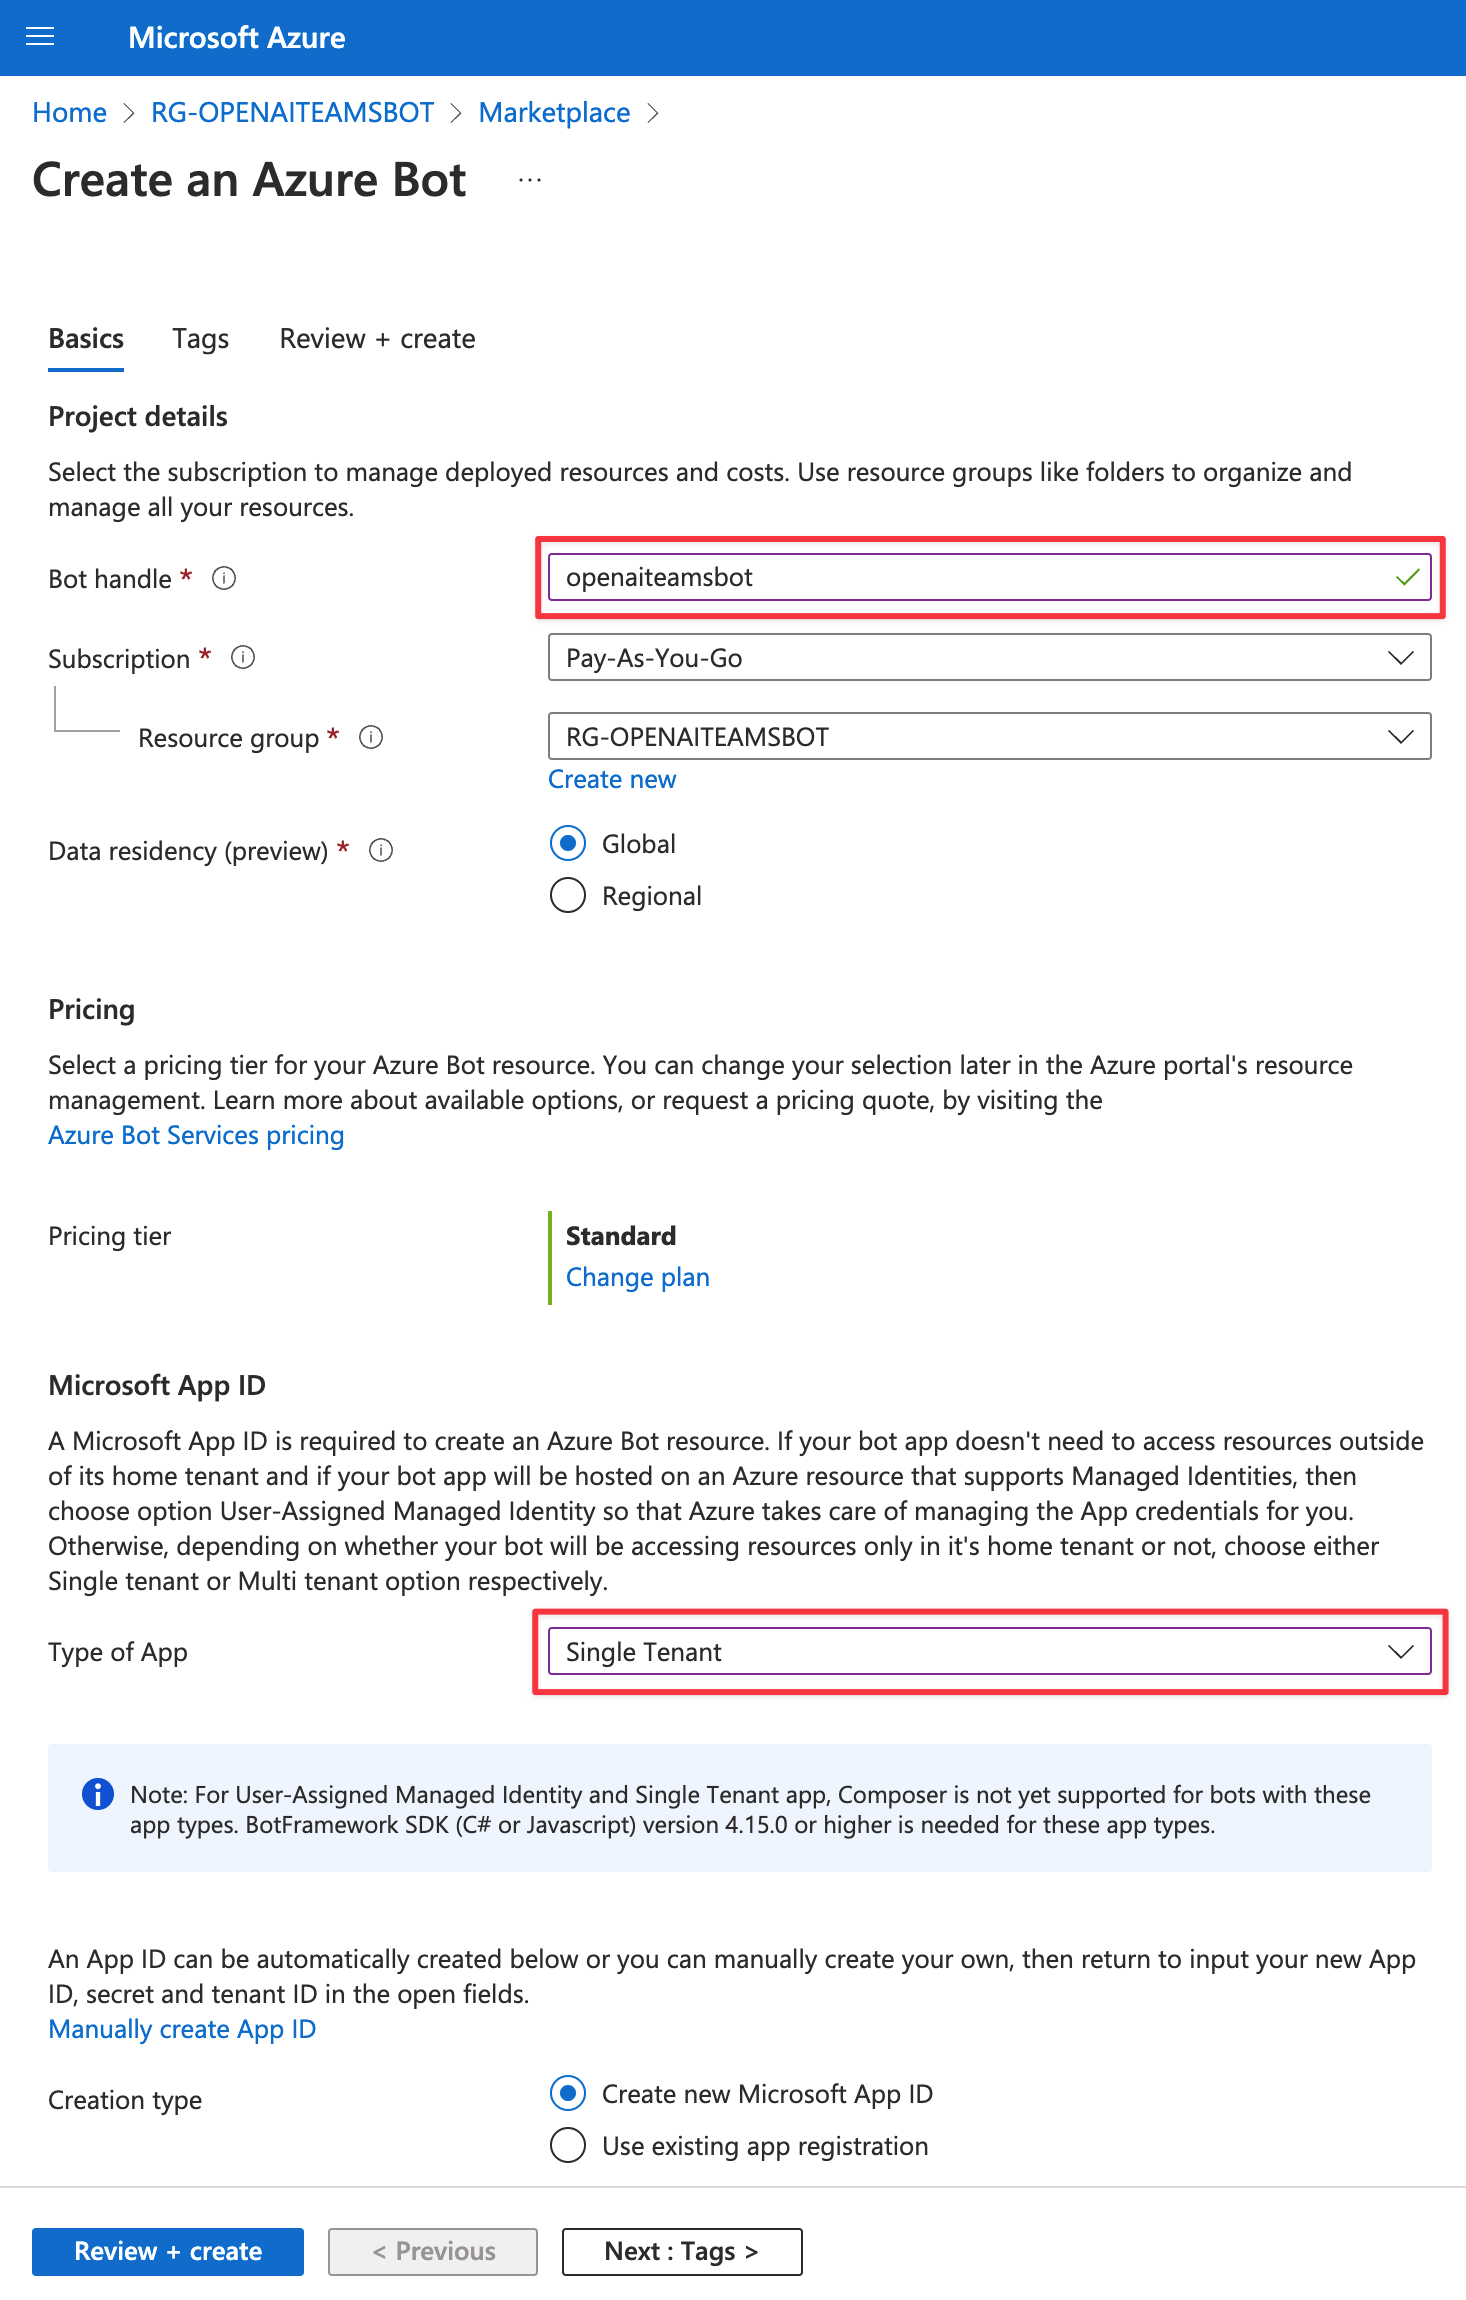 Microsoft Azure
Home > RG-OPENAITEAMSBOT > Marketplace >
Create an Azure Bot ...
Basics Tags Review + create
Project details
Select the subscription to manage deployed resources and costs. Use resource groups like folders to organize and
manage all your resources.
Bot handle * openaiteamsbot
Subscription * Pay-As-You-Go
Resource group * RG-OPENAITEAMSBOT
Create new
Data residency (preview) * Global
Regional
Pricing
Select a pricing tier for your Azure Bot resource. You can change your selection later in the Azure portal's resource
management. Learn more about available options, or request a pricing quote, by visiting the
Azure Bot Services pricing
Pricing tier Standard
Change plan
Microsoft App ID
A Microsoft App ID is required to create an Azure Bot resource. If your bot app doesn't need to access resources outside
of its home tenant and if your bot app will be hosted on an Azure resource that supports Managed Identities, then
choose option User-Assigned Managed Identity so that Azure takes care of managing the App credentials for you.
Otherwise, depending on whether your bot will be accessing resources only in it's home tenant or not, choose either
Single tenant or Multi tenant option respectively.
Type of App Single Tenant
Note: For User-Assigned Managed Identity and Single Tenant app, Composer is not yet supported for bots with these
app types. BotFramework SDK (C# or Javascript) version 4.15.0 or higher is needed for these app types.
An App ID can be automatically created below or you can manually create your own, then return to input your new App
ID, secret and tenant ID in the open fields.
Manually create App ID
Creation type Create new Microsoft App ID
Use existing app registration
Review + create < Previous Next : Tags >